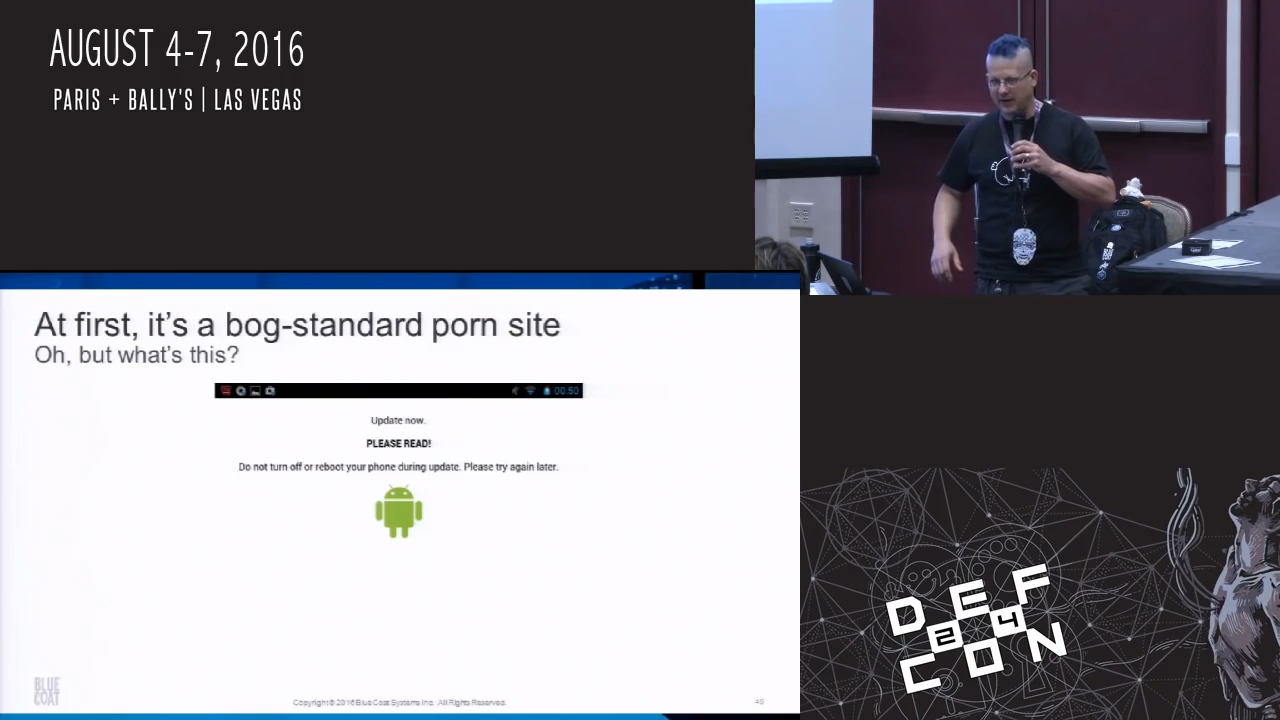 AUGUST 4-7, 2016
PARIS + BALLY'S | LAS VEGAS
At first, it's a bog-standard porn site
Oh, but what's this?
00:50
Update now.
PLEASE READ!
Do not turn off or reboot your phone during update. Please try again later.
BLUE
COAT
Copyright © 2016 Blue Coat Systems Inc. All Rights Reserved.
DEF
24
CON